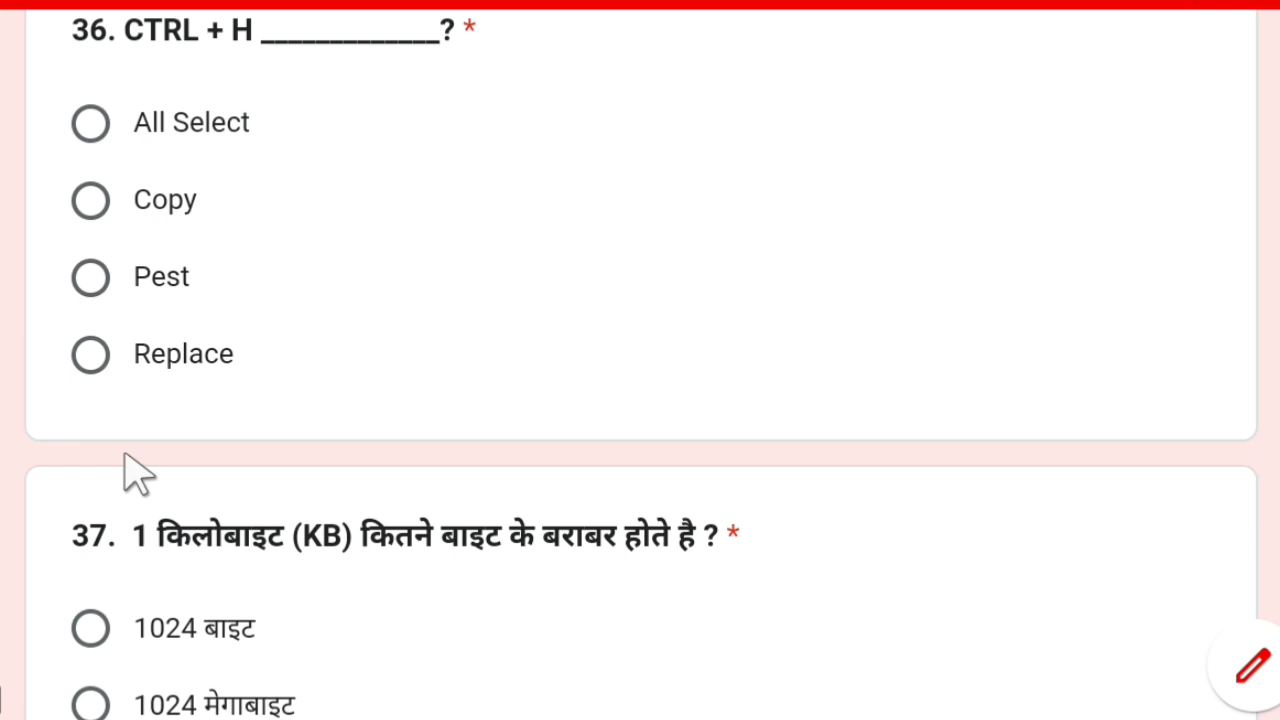 36. CTRL + H _____________? *
All Select
Copy
Pest
Replace
37. 1 किलोबाइट (KB) कितने बाइट के बराबर होते है ? *
1024 बाइट
1024 मेगाबाइट